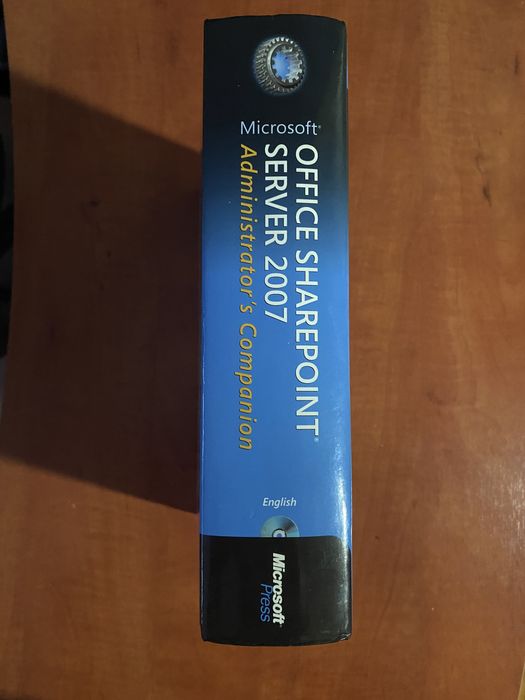 Microsoft®
OFFICE SHAREPOINT®
SERVER 2007
Administrator's Companion
English
Microsoft
Press